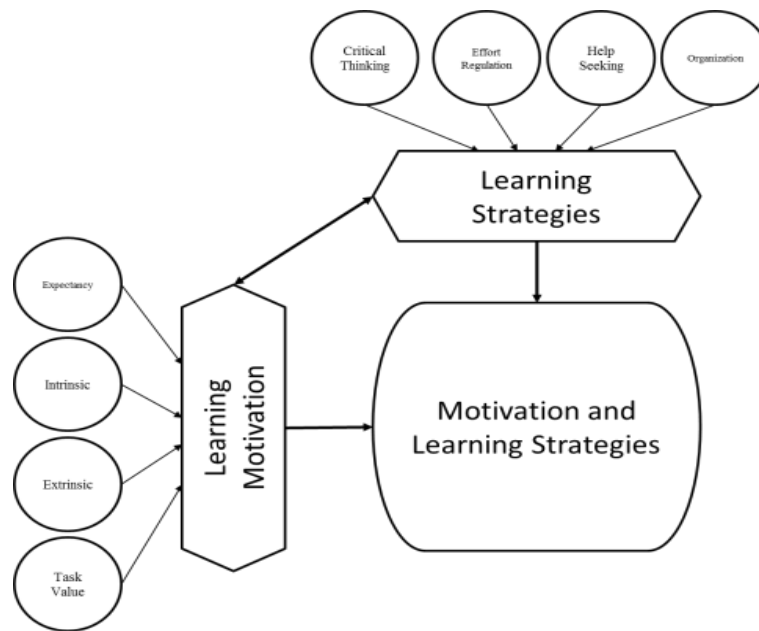 Critical
Thinking
Effort
Regulation
Help
Seeking
Organization
Learning
Strategies
Expectancy
Intrinsic
Extrinsic
Task
Value
Learning
Motivation
Motivation and
Learning Strategies